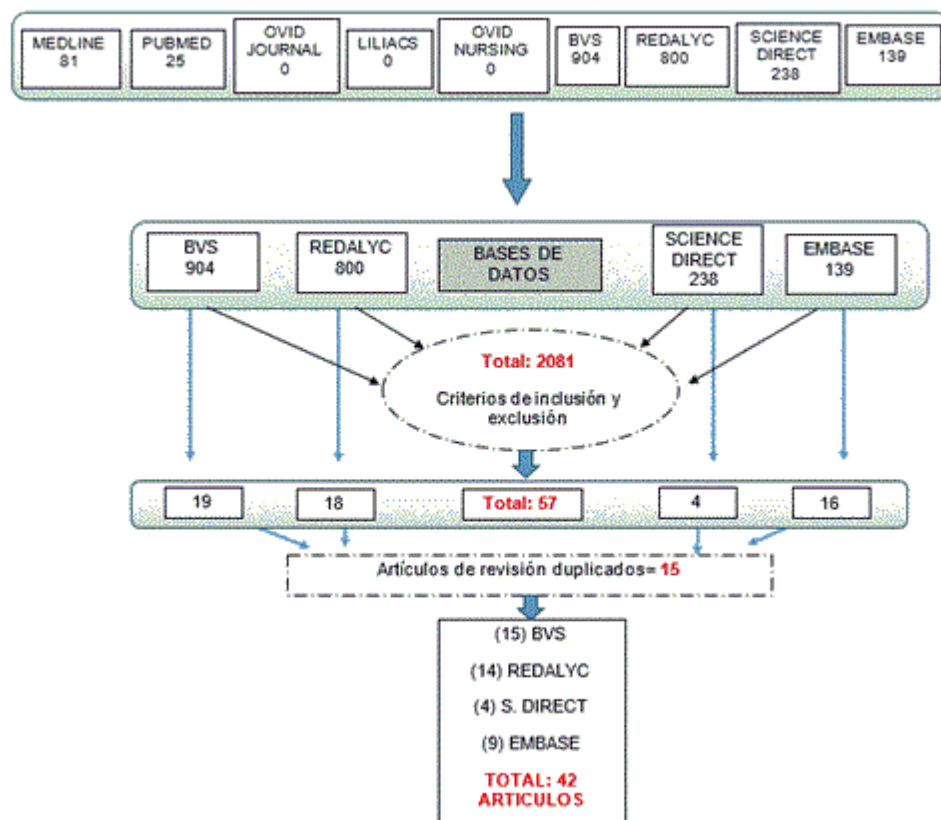 MEDLINE
81
PUBMED
25
OVID
JOURNAL
0
LILIACS
0
OVID
NURSING
0
BVS
904
REDALYC
800
SCIENCE
DIRECT
238
EMBASE
139
BVS
904
REDALYC
800
BASES DE
DATOS
SCIENCE
DIRECT
238
EMBASE
139
Total: 2081
Criterios de inclusión y
exclusión
19
18
Total: 57
4
16
Artículos de revisión duplicados= 15
(15) BVS
(14) REDALYC
(4) S. DIRECT
(9) EMBASE
TOTAL: 42
ARTICULOS